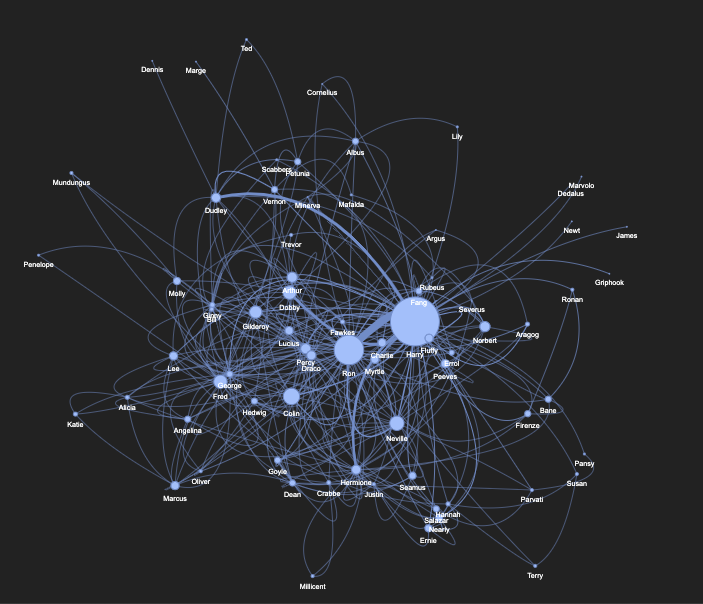 Ted
Dennis
Marge
Cornelius
Lily
Albus
Scabbers
Petunia
Mundungus
Marvolo
Dedalus
Vernon
Minerva
Mafalda
Dudley
Newt
James
Argus
Trevor
Penelope
Griphook
Rubeus
Molly
Arthur
Ronan
Fang
Dobby
Severus
Ginny
Bill
Gilderoy
Fawkes
Norbert
Aragog
Lucius
Charlie
Fluffy
Harry
Percy
Errol
Lee
Draco
Ron
Myrtle
Peeves
George
Fred
Alicia
Hedwig
Colin
Bane
Katie
Firenze
Angelina
Neville
Pansy
Goyle
Oliver
Hermione
Susan
Marcus
Dean
Crabbe
Justin
Seamus
Parvati
Hannah
Salazar
Nearly
Ernie
Terry
Millicent